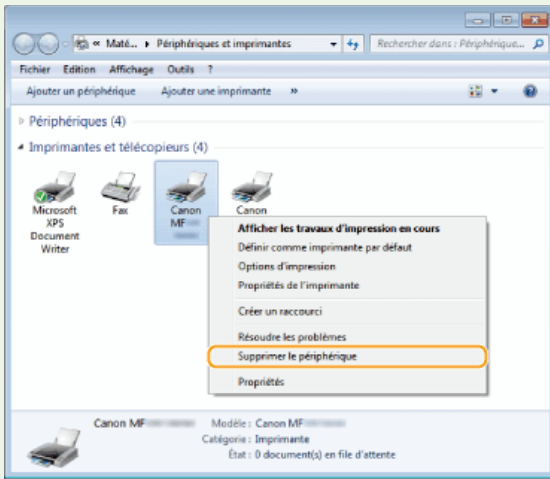 « Maté... ▸ Périphériques et imprimantes
Rechercher dans : Périphérique...
Fichier Edition Affichage Outils ?
Ajouter un périphérique Ajouter une imprimante »
Périphériques (4)
Imprimantes et télécopieurs (4)
Microsoft XPS Document Writer
Fax
Canon MF
Canon
Afficher les travaux d'impression en cours
Définir comme imprimante par défaut
Options d'impression
Propriétés de l'imprimante
Créer un raccourci
Résoudre les problèmes
Supprimer le périphérique
Propriétés
Canon MF Modèle : Canon MF
Catégorie : Imprimante
État : 0 document(s) en file d'attente